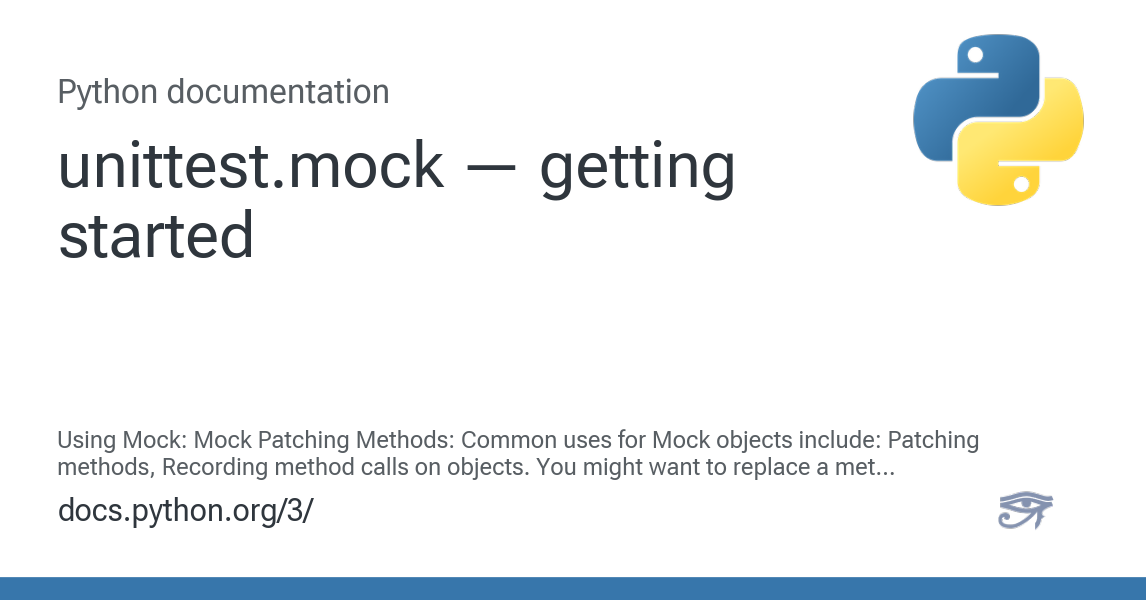 Python documentation
unittest.mock — getting
started
Using Mock: Mock Patching Methods: Common uses for Mock objects include: Patching
methods, Recording method calls on objects. You might want to replace a met...
docs.python.org/3/